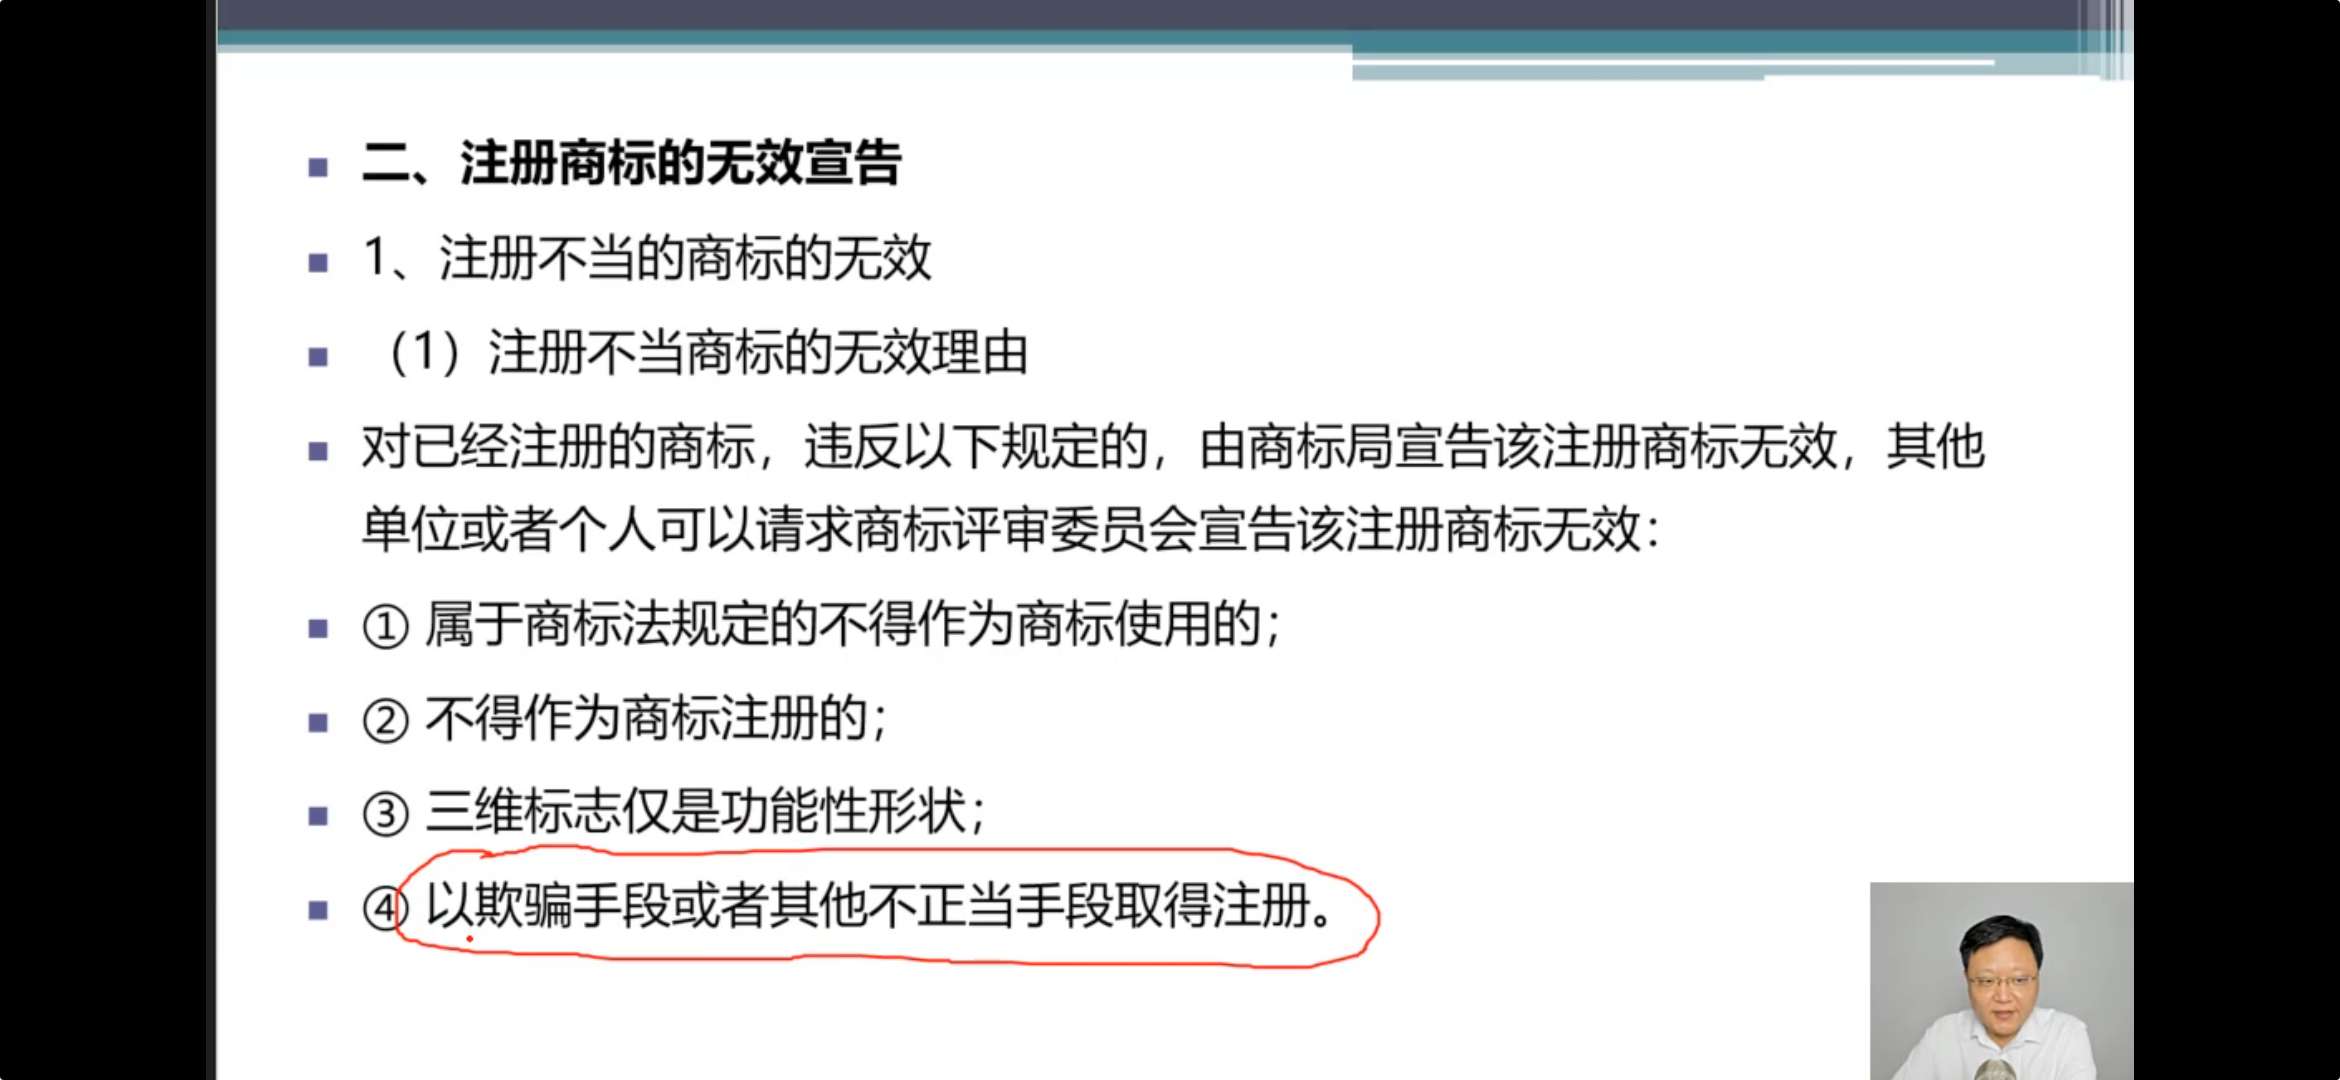 二、注册商标的无效宣告
1、注册不当的商标的无效
（1）注册不当商标的无效理由
对已经注册的商标，违反以下规定的，由商标局宣告该注册商标无效，其他
单位或者个人可以请求商标评审委员会宣告该注册商标无效：
① 属于商标法规定的不得作为商标使用的；
② 不得作为商标注册的；
③ 三维标志仅是功能性形状；
④ 以欺骗手段或者其他不正当手段取得注册。